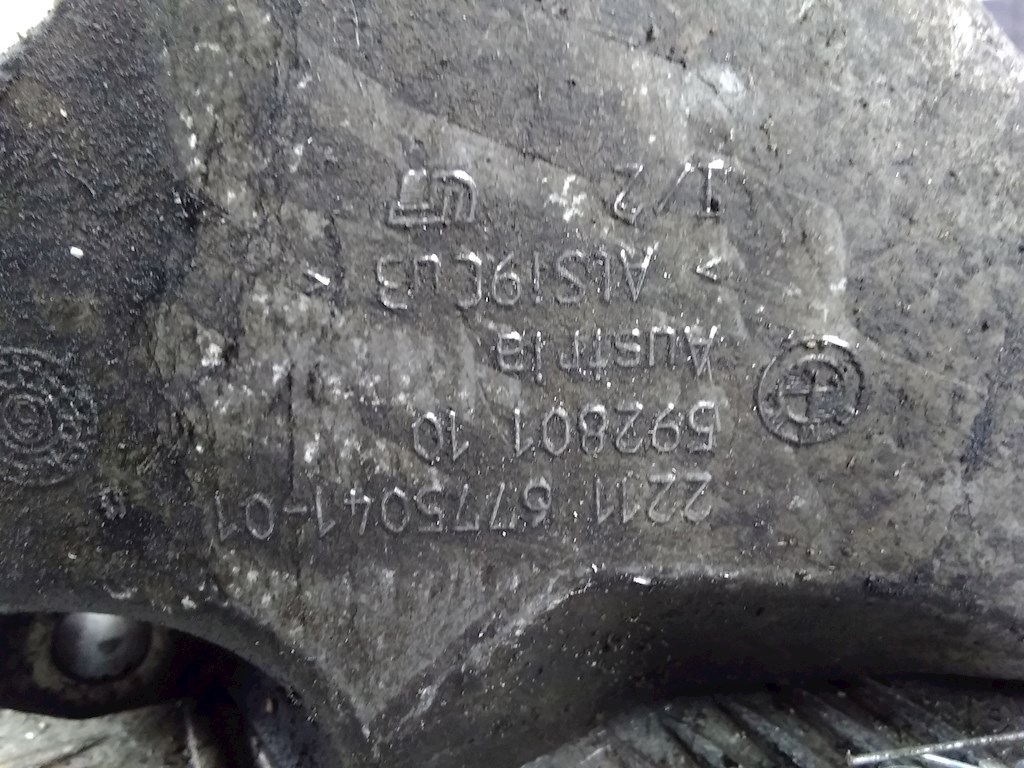 2211 6775041-01
592801 10
Austria
> AlSi9Cu3 <
1/2